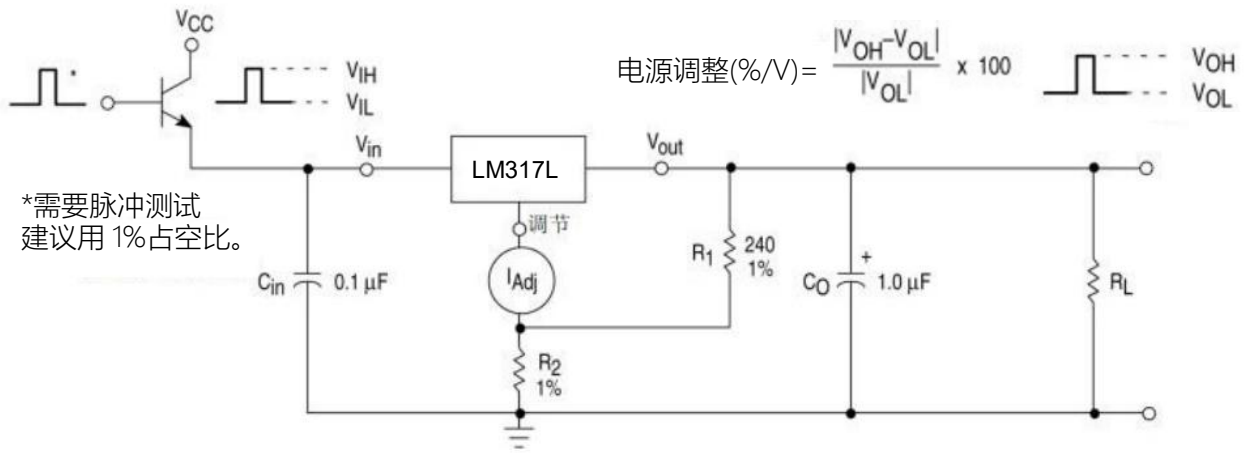 VCC
*
VIH
VIL
电源调整(%/V)= |VOH–VOL| / |VOL| x 100
VOH
VOL
Vin
LM317L
Vout
*需要脉冲测试
建议用 1%占空比。
调节
IAdj
Cin 0.1 μF
R1 240
1%
CO + 1.0 μF
RL
R2
1%